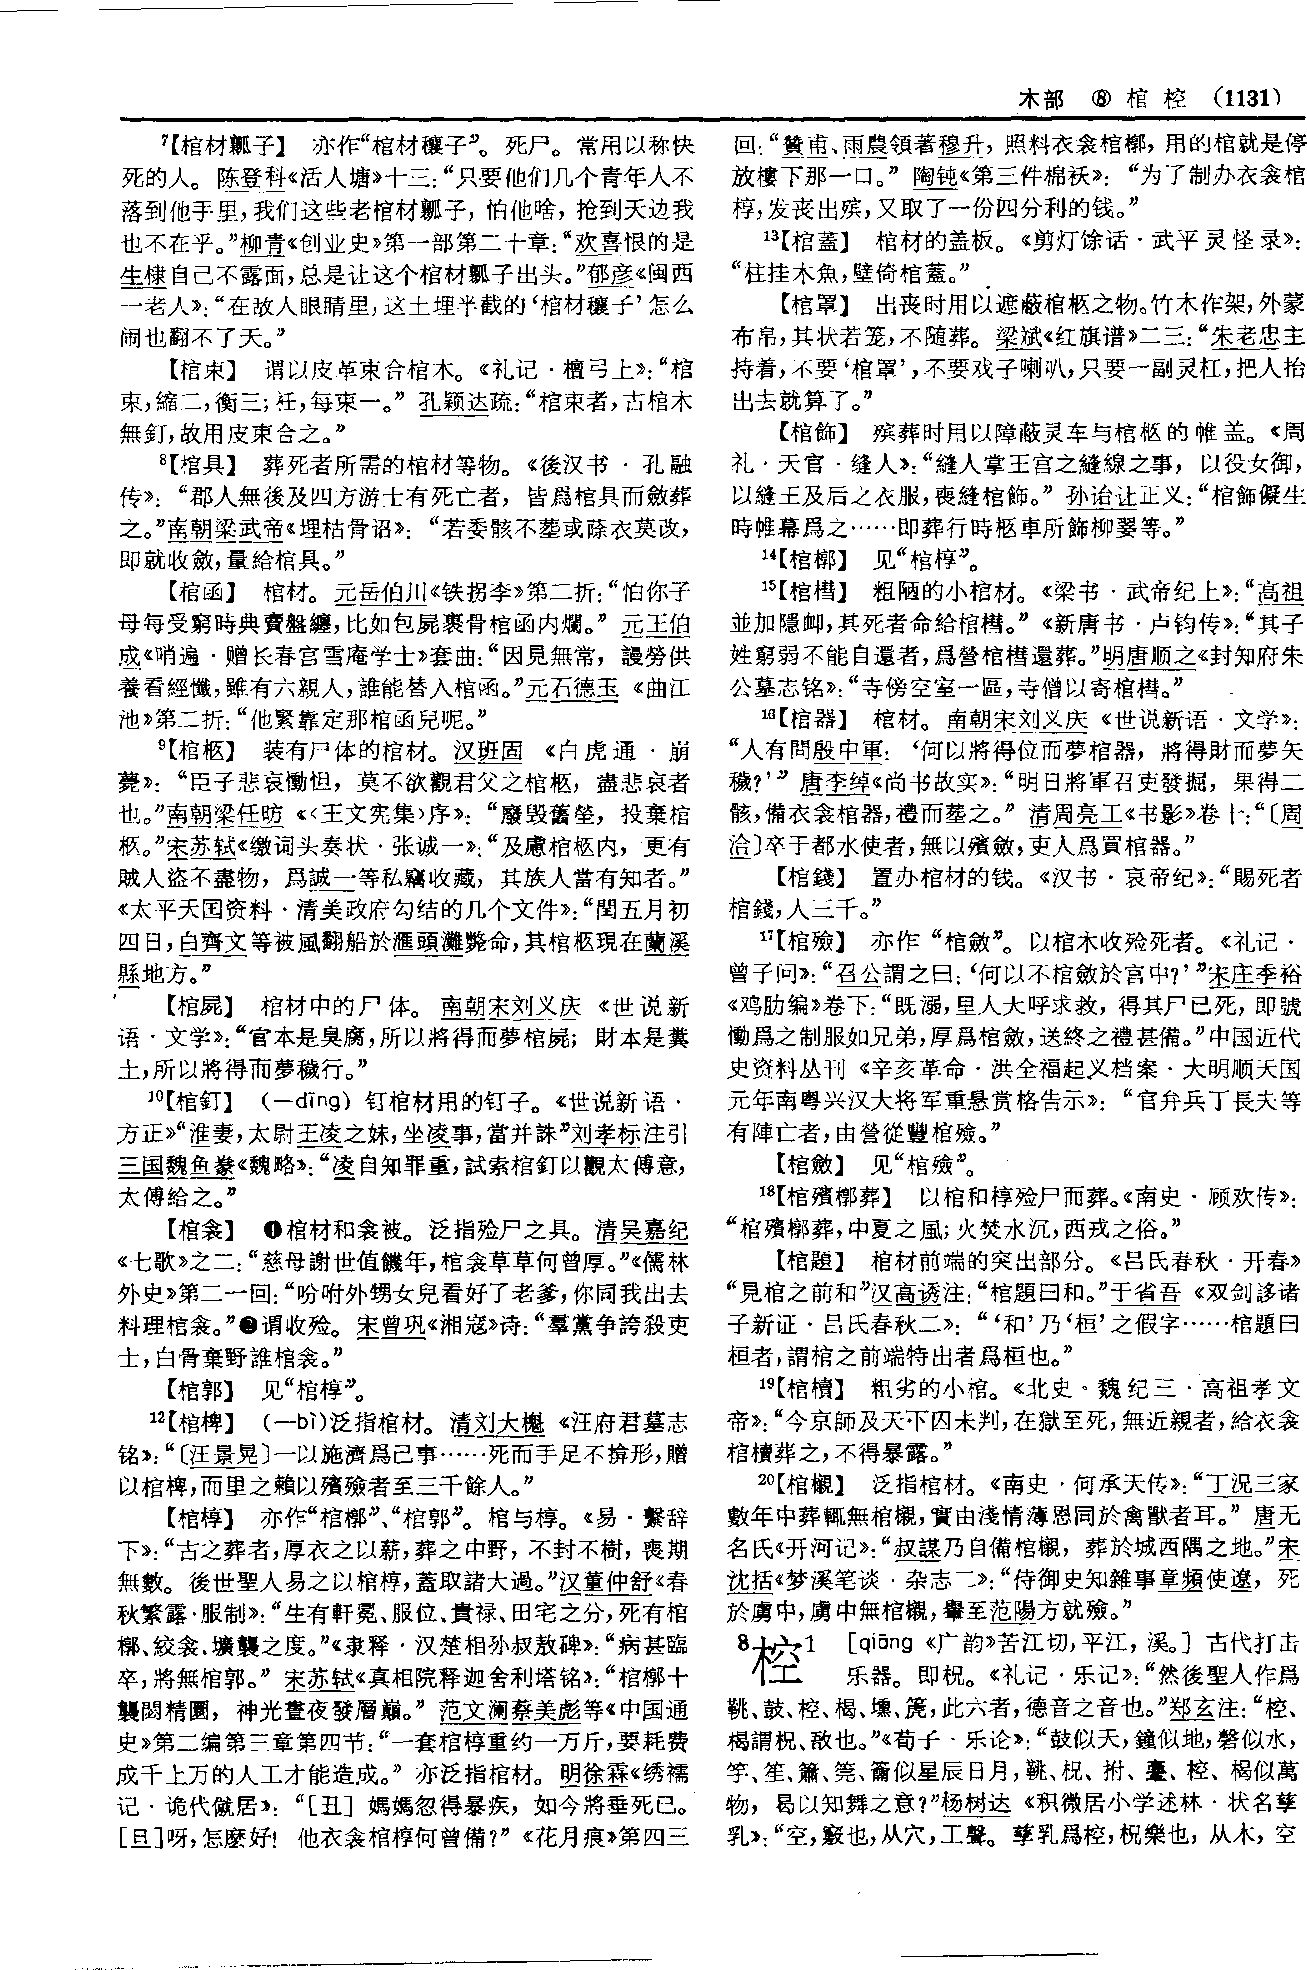 木部 ⑧ 棺 椌 (1131)
⁷【棺材瓤子】 亦作“棺材穰子”。死尸。常用以称快
死的人。陈登科《活人塘》十三：“只要他们几个青年人不
落到他手里，我们这些老棺材瓤子，怕他啥，抢到天边我
也不在乎。”柳青《创业史》第一部第二十章：“欢喜恨的是
生禄自己不露面，总是让这个棺材瓤子出头。”郁彦《闽西
一老人》：“在敌人眼睛里，这土埋半截的‘棺材穰子’怎么
闹也翻不了天。”
【棺束】 谓以皮革束合棺木。《礼记·檀弓上》：“棺
束，縮二，衡三；衽，每束一。”孔颖达疏：“棺束者，古棺木
無釘，故用皮束合之。”
⁸【棺具】 葬死者所需的棺材等物。《後汉书·孔融
传》：“郡人無後及四方游士有死亡者，皆爲棺具而斂葬
之。”南朝梁武帝《埋枯骨诏》：“若委骸不葬或蒢衣莫改，
即就收斂，量給棺具。”
【棺函】 棺材。元岳伯川《铁拐李》第二折：“怕你子
母每受窮時典賣盤纏，比如包屍裹骨棺函内爛。”元王伯
成《哨遍·赠长春宫雪庵学士》套曲：“因見無常，謾勞供
養看經懺，雖有六親人，誰能替入棺函。”元石德玉《曲江
池》第二折：“他緊靠定那棺函兒呢。”
⁹【棺柩】 装有尸体的棺材。汉班固《白虎通·崩
薨》：“臣子悲哀慟怛，莫不欲觀君父之棺柩，盡悲哀者
也。”南朝梁任昉《〈王文宪集〉序》：“廢毁舊塋，投棄棺
柩。”宋苏轼《缴词头奏状·张诚一》：“及慮棺柩内，更有
賊人盗不盡物，爲誠一等私竊收藏，其族人當有知者。”
《太平天囯资料·清美政府勾结的几个文件》：“閏五月初
四日，白齊文等被風翻船於滙頭灘斃命，其棺柩現在蘭溪
縣地方。”
【棺屍】 棺材中的尸体。南朝宋刘义庆《世说新
语·文学》：“官本是臭腐，所以將得而夢棺屍；財本是糞
土，所以將得而夢穢行。”
¹⁰【棺釘】 （—dīng）钉棺材用的钉子。《世说新语·
方正》“淮妻，太尉王凌之妹，坐凌事，當并誅”刘孝标注引
三国魏鱼豢《魏略》：“凌自知罪重，試索棺釘以觀太傅意，
太傅給之。”
【棺衾】 ❶棺材和衾被。泛指殓尸之具。清吴嘉纪
《七歌》之二：“慈母謝世值饑年，棺衾草草何曾厚。”《儒林
外史》第二一回：“吩咐外甥女兒看好了老爹，你同我出去
料理棺衾。”❷谓收殓。宋曾巩《湘寇》诗：“羣黨争誇殺吏
士，白骨棄野誰棺衾。”
【棺郭】 见“棺椁”。
¹²【棺椑】 （—bì）泛指棺材。清刘大櫆《汪府君墓志
铭》：“〔汪景晃〕一以施濟爲己事……死而手足不揜形，贈
以棺椑，而里之賴以殯殮者至三千餘人。”
【棺椁】 亦作“棺槨”、“棺郭”。棺与椁。《易·繫辞
下》：“古之葬者，厚衣之以薪，葬之中野，不封不樹，喪期
無數。後世聖人易之以棺椁，蓋取諸大過。”汉董仲舒《春
秋繁露·服制》：“生有軒冕、服位、貴禄、田宅之分，死有棺
槨、絞衾、壙襲之度。”《隶释·汉楚相孙叔敖碑》：“病甚臨
卒，將無棺郭。”宋苏轼《真相院释迦舍利塔铭》：“棺槨十
襲閟精圜，神光晝夜發層巔。”范文澜蔡美彪等《中国通
史》第二编第三章第四节：“一套棺椁重约一万斤，要耗费
成千上万的人工才能造成。”亦泛指棺材。明徐霖《绣襦
记·诡代僦居》：“［丑］媽媽忽得暴疾，如今將垂死已。
［旦］呀，怎麼好！他衣衾棺椁何曾備？”《花月痕》第四三
回：“贊甫、雨農領著穆升，照料衣衾棺槨，用的棺就是停
放樓下那一口。”陶钝《第三件棉袄》：“为了制办衣衾棺
椁，发丧出殡，又取了一份四分利的钱。”
¹³【棺蓋】 棺材的盖板。《剪灯馀话·武平灵怪录》：
“柱挂木魚，壁倚棺蓋。”
【棺罩】 出丧时用以遮蔽棺柩之物。竹木作架，外蒙
布帛，其状若笼，不随葬。梁斌《红旗谱》二三：“朱老忠主
持着，不要‘棺罩’，不要戏子喇叭，只要一副灵杠，把人抬
出去就算了。”
【棺飾】 殡葬时用以障蔽灵车与棺柩的帷盖。《周
礼·天官·缝人》：“縫人掌王宫之縫線之事，以役女御，
以縫王及后之衣服，喪縫棺飾。”孙诒让正义：“棺飾儗生
時帷幕爲之……即葬行時柩車所飾柳翣等。”
¹⁴【棺槨】 见“棺椁”。
¹⁵【棺槥】 粗陋的小棺材。《梁书·武帝纪上》：“高祖
並加隱卹，其死者命給棺槥。”《新唐书·卢钧传》：“其子
姓窮弱不能自還者，爲營棺槥還葬。”明唐顺之《封知府朱
公墓志铭》：“寺傍空室一區，寺僧以寄棺槥。”
¹⁶【棺器】 棺材。南朝宋刘义庆《世说新语·文学》：
“人有問殷中軍：‘何以將得位而夢棺器，將得財而夢矢
穢？’”唐李绰《尚书故实》：“明日將軍召吏發掘，果得二
骸，備衣衾棺器，禮而葬之。”清周亮工《书影》卷十：“〔周
洽〕卒于都水使者，無以殯斂，吏人爲買棺器。”
【棺錢】 置办棺材的钱。《汉书·哀帝纪》：“賜死者
棺錢，人三千。”
¹⁷【棺殮】 亦作“棺斂”。以棺木收殓死者。《礼记·
曾子问》：“召公謂之曰：‘何以不棺斂於宫中？’”宋庄季裕
《鸡肋编》卷下：“既溺，里人大呼求救，得其尸已死，即號
慟爲之制服如兄弟，厚爲棺斂，送終之禮甚備。”中国近代
史资料丛刊《辛亥革命·洪全福起义档案·大明顺天国
元年南粤兴汉大将军重悬赏格告示》：“官弁兵丁長夫等
有陣亡者，由營從豐棺殮。”
【棺斂】 见“棺殮”。
¹⁸【棺殯槨葬】 以棺和椁殓尸而葬。《南史·顾欢传》：
“棺殯槨葬，中夏之風；火焚水沉，西戎之俗。”
【棺題】 棺材前端的突出部分。《吕氏春秋·开春》
“見棺之前和”汉高诱注：“棺題曰和。”于省吾《双剑誃诸
子新证·吕氏春秋二》：“‘和’乃‘桓’之假字……棺題曰
桓者，謂棺之前端特出者爲桓也。”
¹⁹【棺櫝】 粗劣的小棺。《北史·魏纪三·高祖孝文
帝》：“今京師及天下囚未判，在獄至死，無近親者，給衣衾
棺櫝葬之，不得暴露。”
²⁰【棺櫬】 泛指棺材。《南史·何承天传》：“丁況三家
數年中葬輒無棺櫬，實由淺情薄恩同於禽獸者耳。”唐无
名氏《开河记》：“叔謀乃自備棺櫬，葬於城西隅之地。”宋
沈括《梦溪笔谈·杂志二》：“侍御史知雜事章頻使遼，死
於虜中，虜中無棺櫬，轝至范陽方就殮。”
⁸椌¹ ［qiāng《广韵》苦江切，平江，溪。］古代打击
乐器。即柷。《礼记·乐记》：“然後聖人作爲
鞉、鼓、椌、楬、壎、篪，此六者，德音之音也。”郑玄注：“椌、
楬謂柷、敔也。”《荀子·乐论》：“鼓似天，鐘似地，磬似水，
竽、笙、簫、筦、籥似星辰日月，鞉、柷、拊、鞷、椌、楬似萬
物，曷以知舞之意？”杨树达《积微居小学述林·状名孳
乳》：“空，竅也，从穴，工聲。孳乳爲椌，柷樂也，从木，空